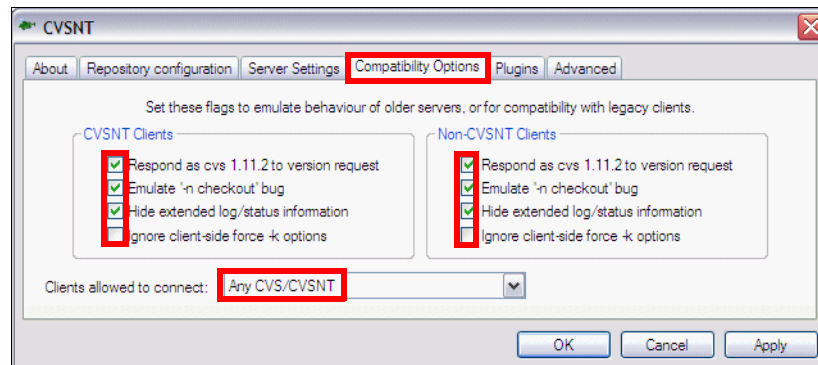 CVSNT
About Repository configuration Server Settings Compatibility Options Plugins Advanced
Set these flags to emulate behaviour of older servers, or for compatibility with legacy clients.
CVSNT Clients
Respond as cvs 1.11.2 to version request
Emulate '-n checkout' bug
Hide extended log/status information
Ignore client-side force -k options
Non-CVSNT Clients
Respond as cvs 1.11.2 to version request
Emulate '-n checkout' bug
Hide extended log/status information
Ignore client-side force -k options
Clients allowed to connect: Any CVS/CVSNT
OK Cancel Apply